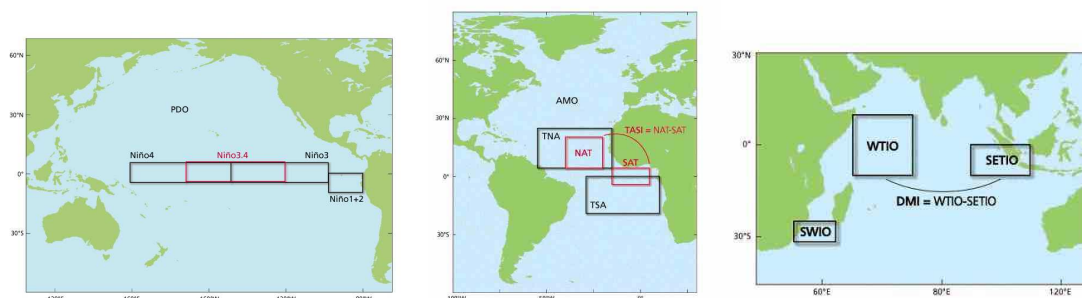 60°N
30°N
0°
30°S
PDO
Niño4
Niño3.4
Niño3
Niño1+2
60°N
30°N
0°
30°S
AMO
TNA
TASI = NAT-SAT
NAT
SAT
TSA
30°N
0°
30°S
WTIO
SETIO
DMI = WTIO-SETIO
SWIO
60°E
80°E
100°E
120°E